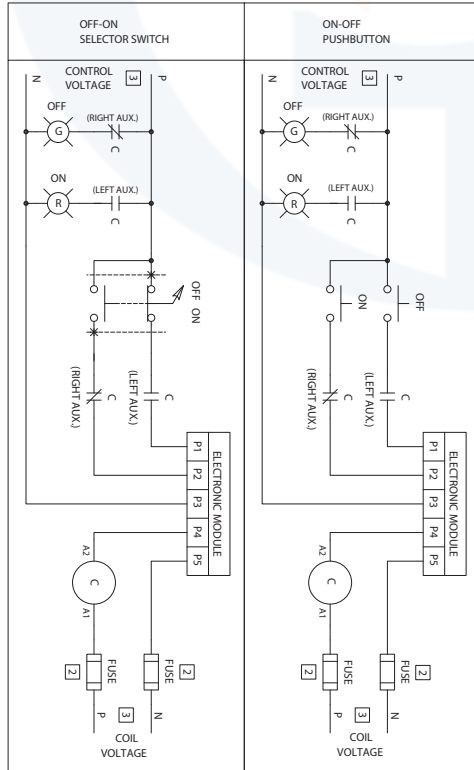 OFF-ON
SELECTOR SWITCH
N
CONTROL
VOLTAGE
3
P
OFF
G
(RIGHT AUX.)
C
ON
R
(LEFT AUX.)
C
OFF
ON
(RIGHT AUX.)
C
(LEFT AUX.)
C
P1
P2
P3
P4
P5
ELECTRONIC MODULE
A2
C
A1
2
FUSE
2
FUSE
P
3
N
COIL
VOLTAGE
ON-OFF
PUSHBUTTON
N
CONTROL
VOLTAGE
3
P
OFF
G
(RIGHT AUX.)
C
ON
R
(LEFT AUX.)
C
ON
OFF
(RIGHT AUX.)
C
(LEFT AUX.)
C
P1
P2
P3
P4
P5
ELECTRONIC MODULE
A2
C
A1
2
FUSE
2
FUSE
P
3
N
COIL
VOLTAGE